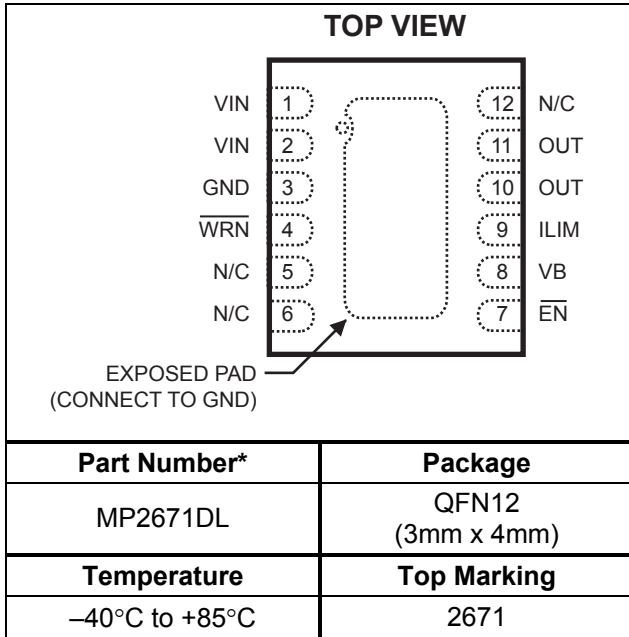 TOP VIEW
VIN 1 12 N/C
VIN 2 11 OUT
GND 3 10 OUT
W̅R̅N̅ 4 9 ILIM
N/C 5 8 VB
N/C 6 7 E̅N̅
EXPOSED PAD
(CONNECT TO GND)
Part Number* Package
MP2671DL QFN12
(3mm x 4mm)
Temperature Top Marking
–40°C to +85°C 2671